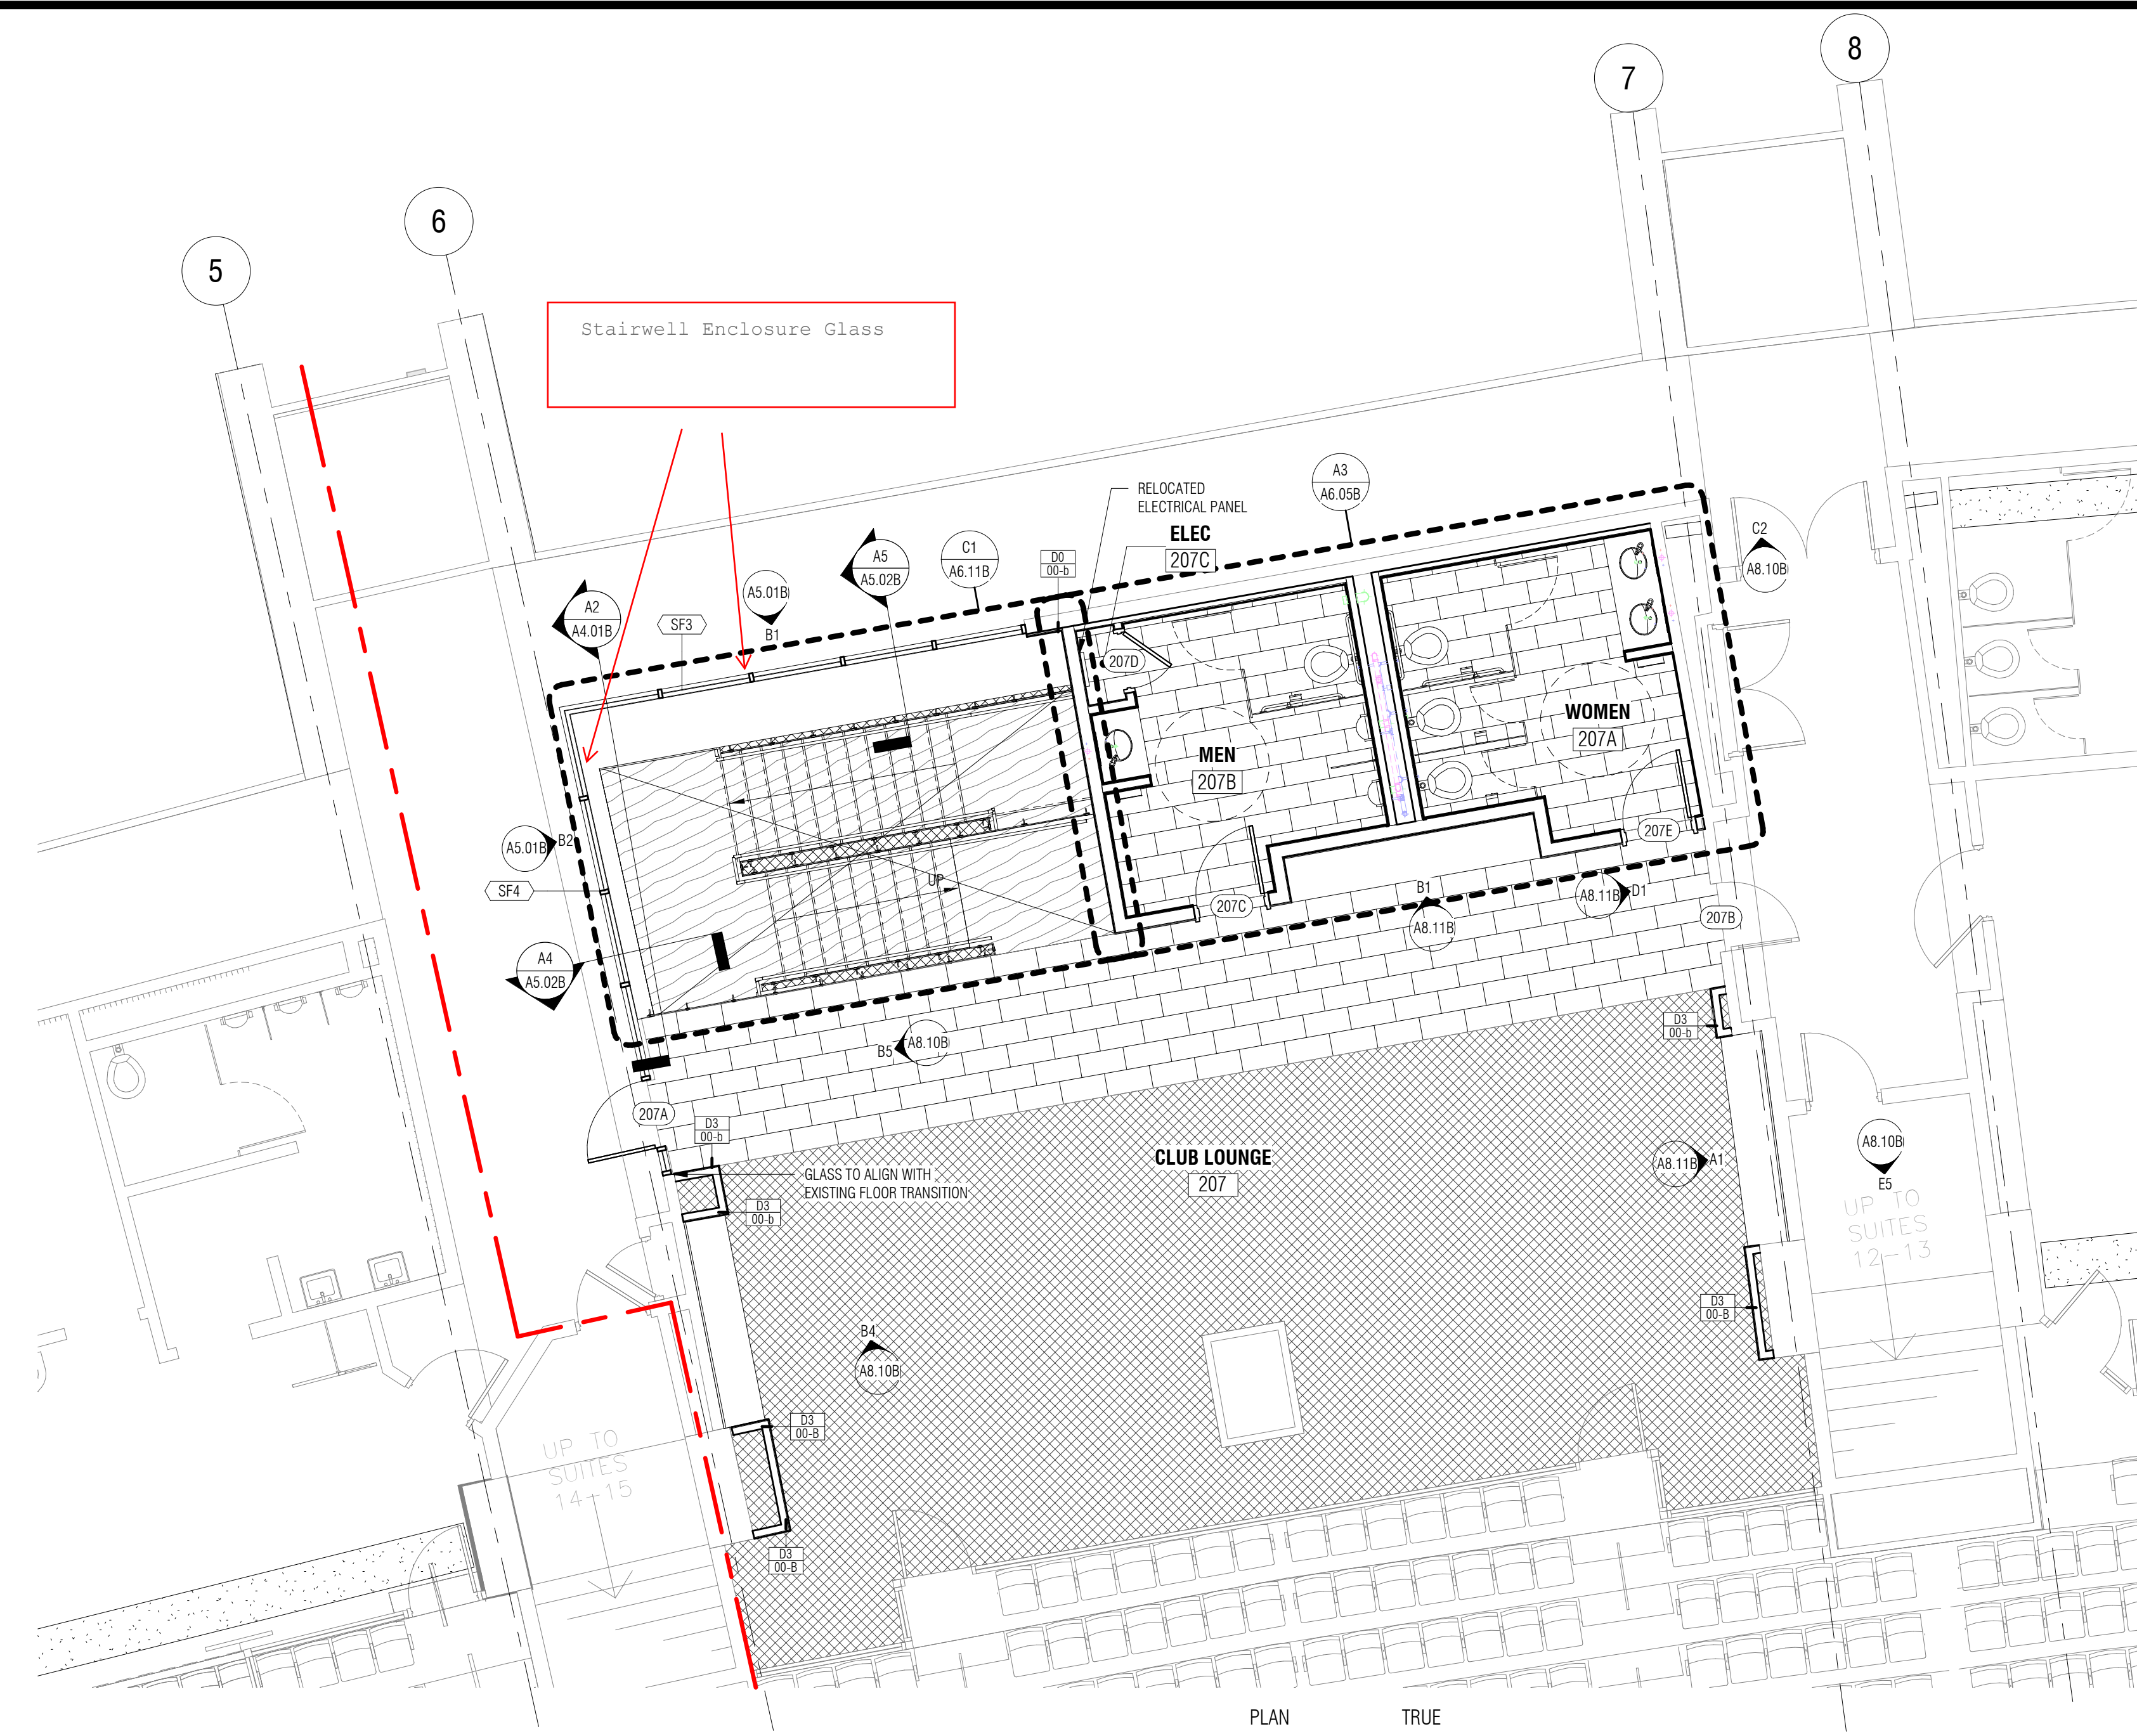 8
7
6
5
Stairwell Enclosure Glass
A3
A6.05B
RELOCATED
ELECTRICAL PANEL
ELEC
207C
C2
A8.10B
A5
A5.02B
C1
A6.11B
D0
00-b
A5.01B
B1
A2
A4.01B
SF3
207D
WOMEN
207A
MEN
207B
A5.01B
B2
207E
SF4
UP
207C
B1
A8.11B
A8.11B
D1
207B
A4
A5.02B
D3
00-b
B5
A8.10B
207A
D3
00-b
CLUB LOUNGE
207
A8.11B
A1
A8.10B
E5
GLASS TO ALIGN WITH
EXISTING FLOOR TRANSITION
D3
00-b
UP TO
SUITES
12-13
D3
00-B
B4
A8.10B
D3
00-B
UP TO
SUITES
14-15
D3
00-B
PLAN
TRUE